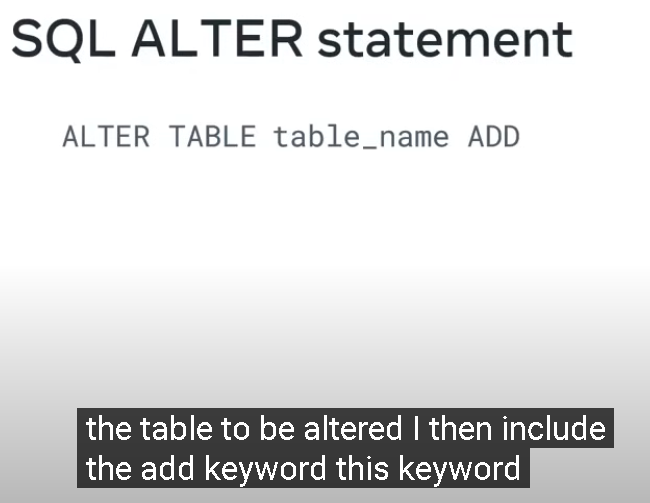 SQL ALTER statement
ALTER TABLE table_name ADD
the table to be altered I then include
the add keyword this keyword